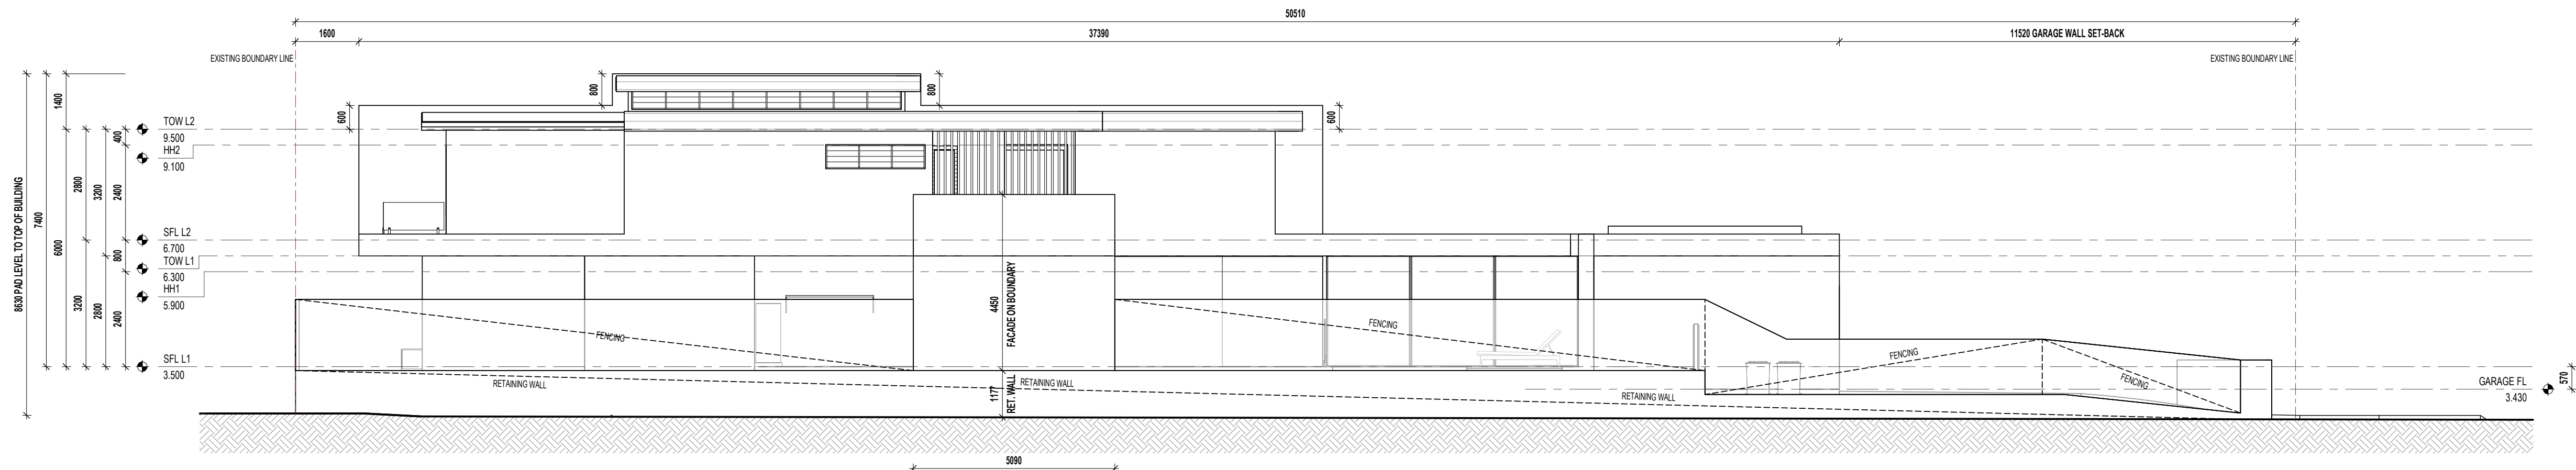 50510
1600
37390
11520 GARAGE WALL SET-BACK
EXISTING BOUNDARY LINE
EXISTING BOUNDARY LINE
8630 PAD LEVEL TO TOP OF BUILDING
7400
1400
6000
2800
3200
3200
2800
400
2400
800
2400
TOW L2
9.500
HH2
9.100
SFL L2
6.700
TOW L1
6.300
HH1
5.900
SFL L1
3.500
600
800
800
600
FENCING
FENCING
FENCING
FENCING
4450
FACADE ON BOUNDARY
1177
RET. WALL
RETAINING WALL
RETAINING WALL
RETAINING WALL
GARAGE FL
3.430
570
5090